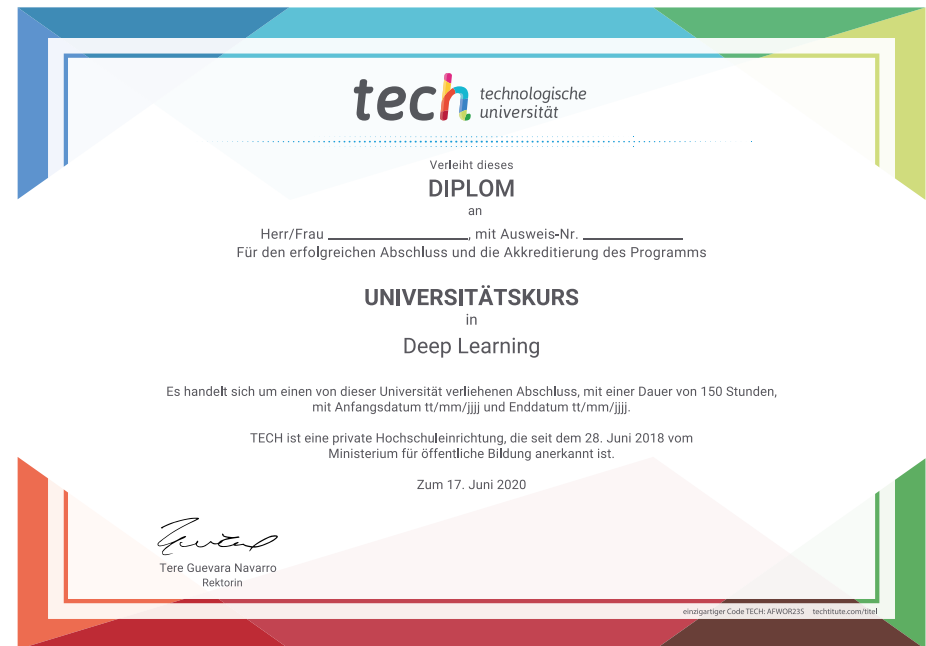 tech technologische
universität
Verleiht dieses
DIPLOM
an
Herr/Frau ____________________, mit Ausweis-Nr. ______________
Für den erfolgreichen Abschluss und die Akkreditierung des Programms
UNIVERSITÄTSKURS
in
Deep Learning
Es handelt sich um einen von dieser Universität verliehenen Abschluss, mit einer Dauer von 150 Stunden,
mit Anfangsdatum tt/mm/jjjj und Enddatum tt/mm/jjjj.
TECH ist eine private Hochschuleinrichtung, die seit dem 28. Juni 2018 vom
Ministerium für öffentliche Bildung anerkannt ist.
Zum 17. Juni 2020
Tere Guevara Navarro
Rektorin
einzigartiger Code TECH: AFWOR23S techtitute.com/titel